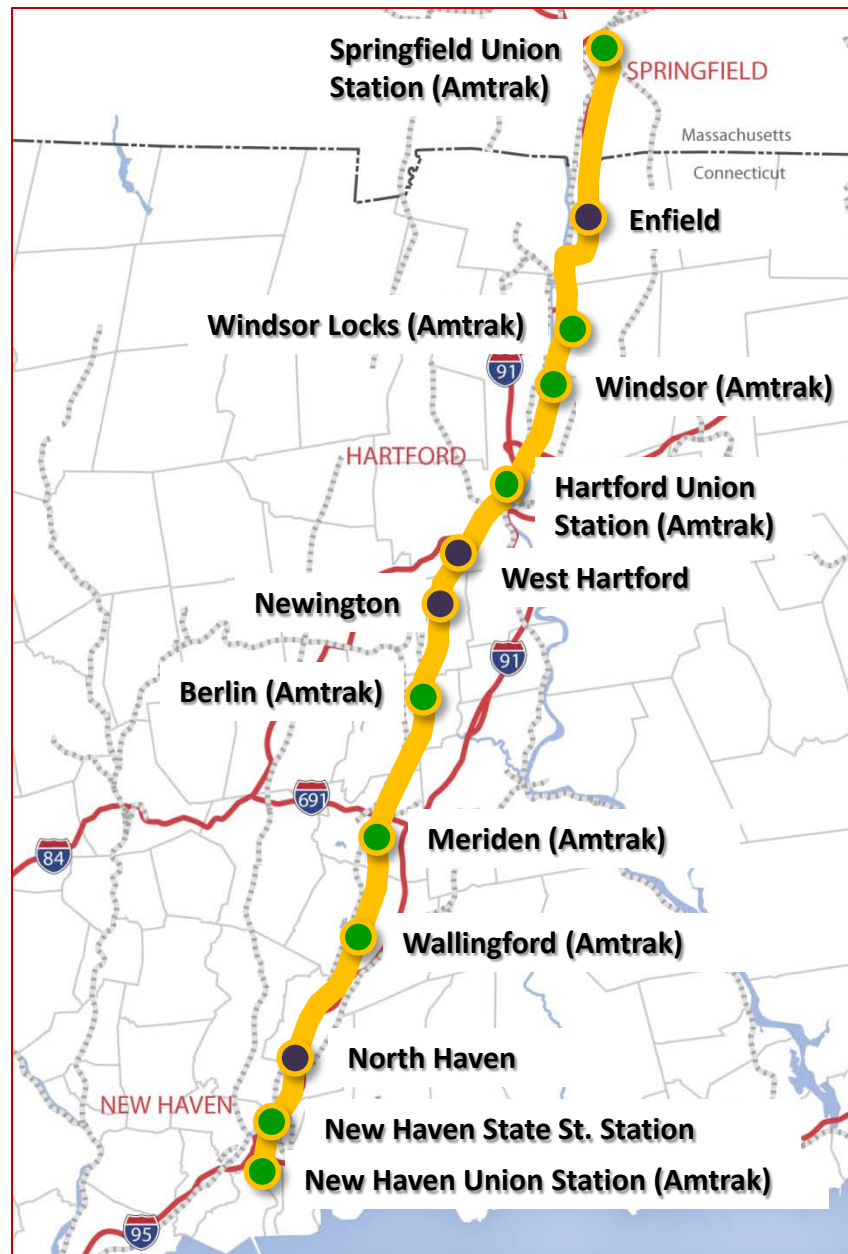 Springfield Union
Station (Amtrak)
SPRINGFIELD
Massachusetts
Connecticut
Enfield
Windsor Locks (Amtrak)
91
Windsor (Amtrak)
HARTFORD
Hartford Union
Station (Amtrak)
West Hartford
Newington
91
Berlin (Amtrak)
691
Meriden (Amtrak)
84
Wallingford (Amtrak)
North Haven
NEW HAVEN
New Haven State St. Station
New Haven Union Station (Amtrak)
95